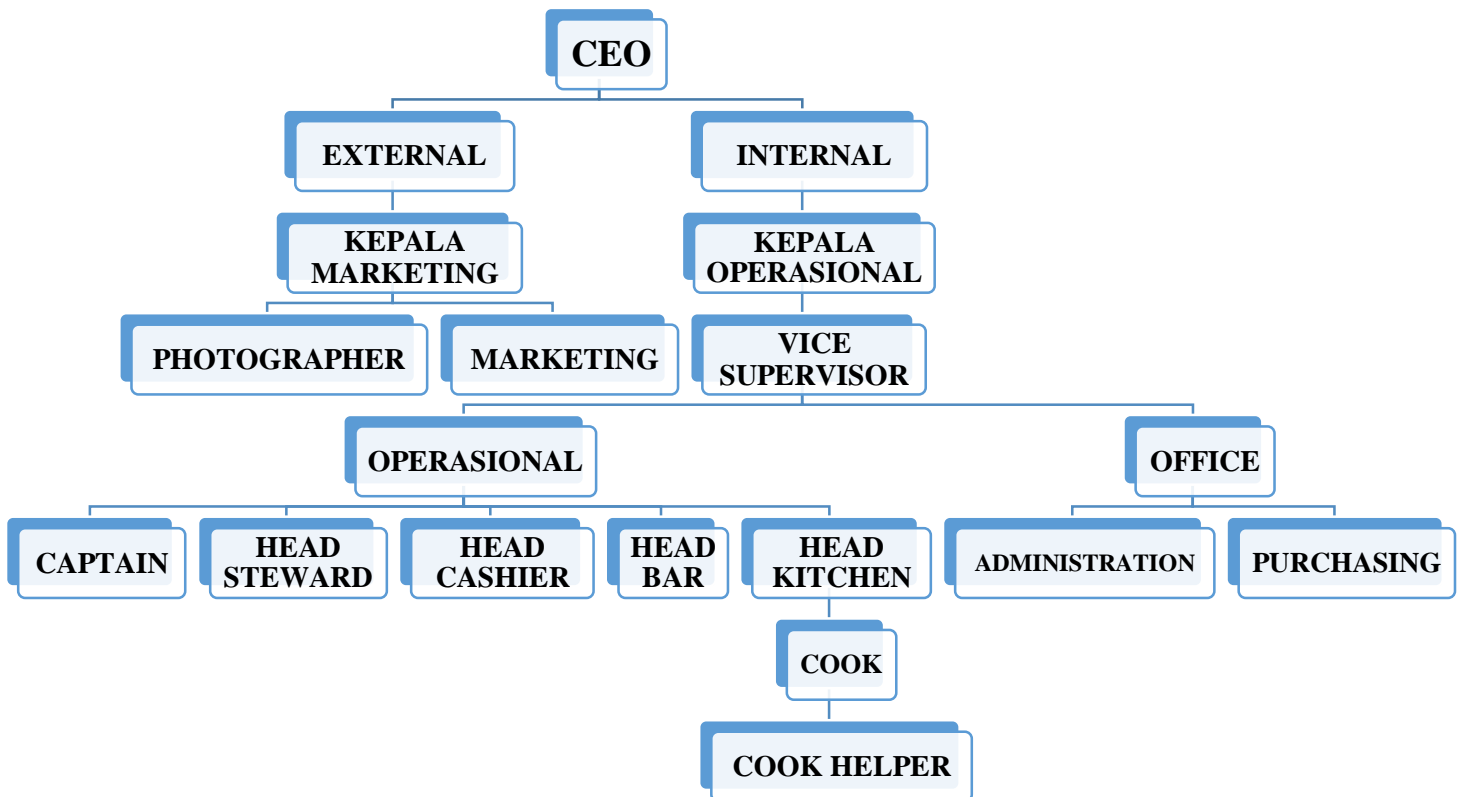 CEO
EXTERNAL
INTERNAL
KEPALA
MARKETING
KEPALA
OPERASIONAL
PHOTOGRAPHER
MARKETING
VICE
SUPERVISOR
OPERASIONAL
OFFICE
CAPTAIN
HEAD
STEWARD
HEAD
CASHIER
HEAD
BAR
HEAD
KITCHEN
ADMINISTRATION
PURCHASING
COOK
COOK HELPER